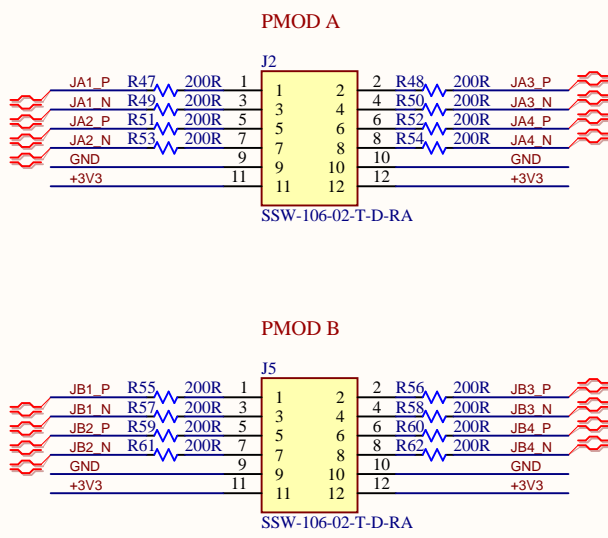 PMOD A
J2
JA1_P R47 200R 1 1 2 2 R48 200R JA3_P
JA1_N R49 200R 3 3 4 4 R50 200R JA3_N
JA2_P R51 200R 5 5 6 6 R52 200R JA4_P
JA2_N R53 200R 7 7 8 8 R54 200R JA4_N
GND 9 9 10 10 GND
+3V3 11 11 12 12 +3V3
SSW-106-02-T-D-RA
PMOD B
J5
JB1_P R55 200R 1 1 2 2 R56 200R JB3_P
JB1_N R57 200R 3 3 4 4 R58 200R JB3_N
JB2_P R59 200R 5 5 6 6 R60 200R JB4_P
JB2_N R61 200R 7 7 8 8 R62 200R JB4_N
GND 9 9 10 10 GND
+3V3 11 11 12 12 +3V3
SSW-106-02-T-D-RA